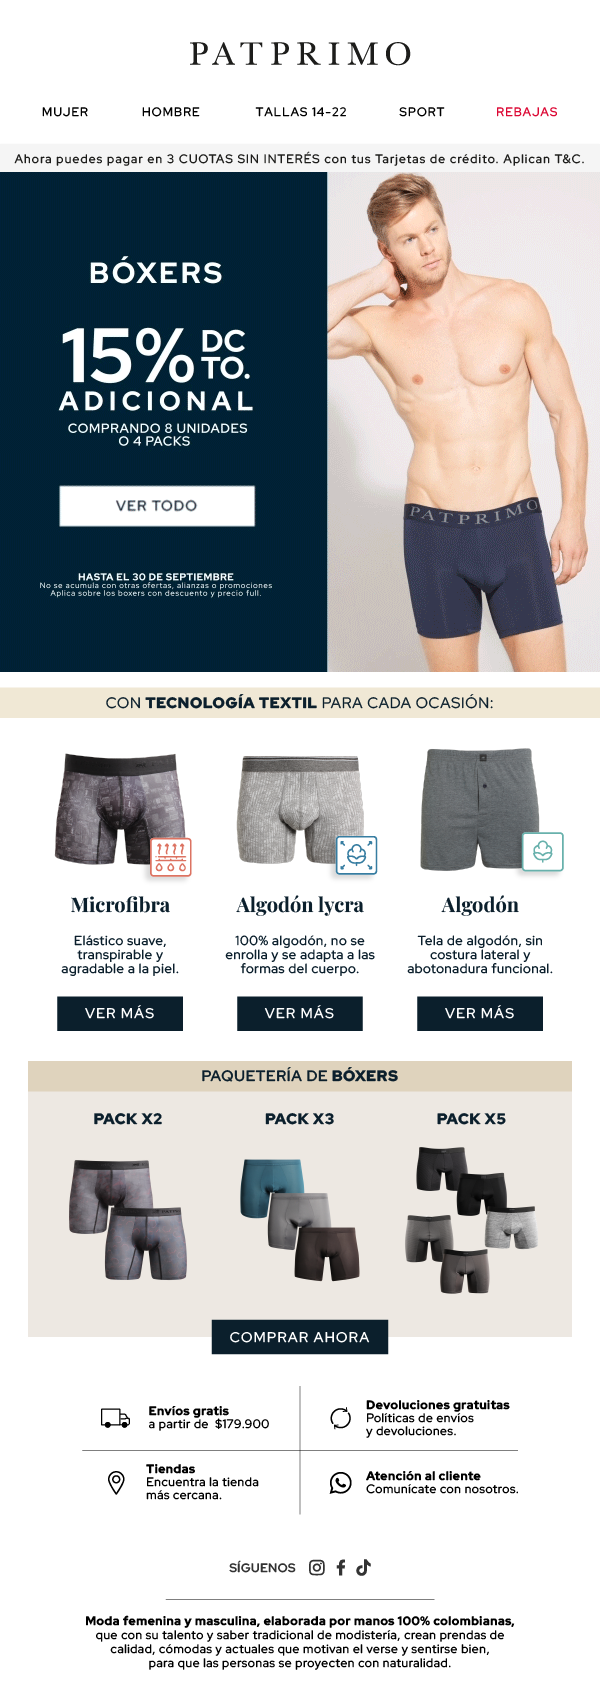 PATPRIMO
MUJER HOMBRE TALLAS 14-22 SPORT REBAJAS
Ahora puedes pagar en 3 CUOTAS SIN INTERÉS con tus Tarjetas de crédito. Aplican T&C.
BÓXERS
15% DC
TO.
ADICIONAL
COMPRANDO 8 UNIDADES
O 4 PACKS
VER TODO
HASTA EL 30 DE SEPTIEMBRE
No se acumula con otras ofertas, alianzas o promociones
Aplica sobre los boxers con descuento y precio full.
PATPRIMO
CON TECNOLOGÍA TEXTIL PARA CADA OCASIÓN:
Microfibra
Elástico suave,
transpirable y
agradable a la piel.
VER MÁS
Algodón lycra
100% algodón, no se
enrolla y se adapta a las
formas del cuerpo.
VER MÁS
Algodón
Tela de algodón, sin
costura lateral y
abotonadura funcional.
VER MÁS
PAQUETERÍA DE BÓXERS
PACK X2
PACK X3
PACK X5
COMPRAR AHORA
Envíos gratis
a partir de $179.900
Devoluciones gratuitas
Políticas de envíos
y devoluciones.
Tiendas
Encuentra la tienda
más cercana.
Atención al cliente
Comunícate con nosotros.
SÍGUENOS
Moda femenina y masculina, elaborada por manos 100% colombianas,
que con su talento y saber tradicional de modistería, crean prendas de
calidad, cómodas y actuales que motivan el verse y sentirse bien,
para que las personas se proyecten con naturalidad.